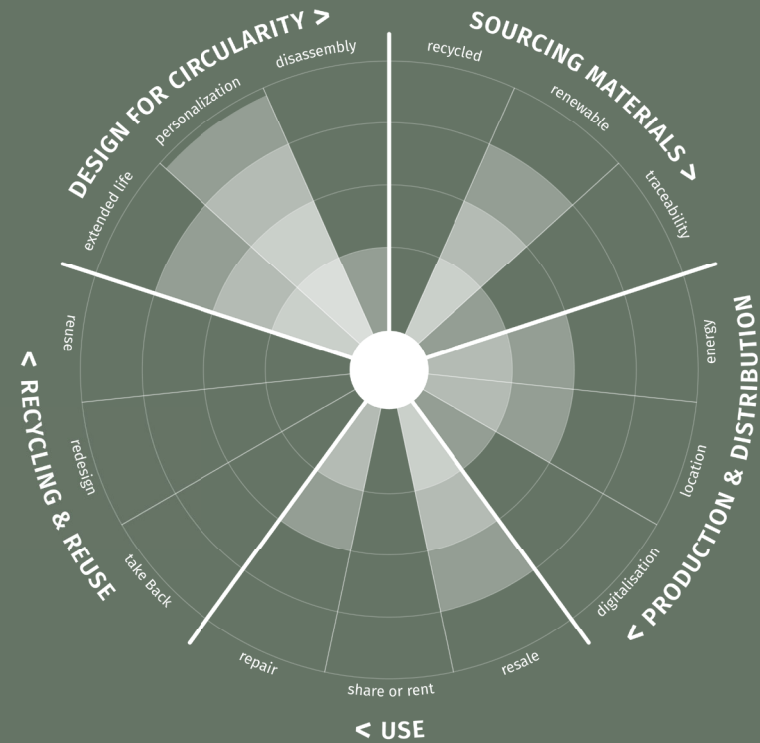 DESIGN FOR CIRCULARITY >
extended life
personalization
disassembly
SOURCING MATERIALS >
recycled
renewable
traceability
< PRODUCTION & DISTRIBUTION
energy
location
digitalisation
< USE
resale
share or rent
repair
< RECYCLING & REUSE
take Back
redesign
reuse